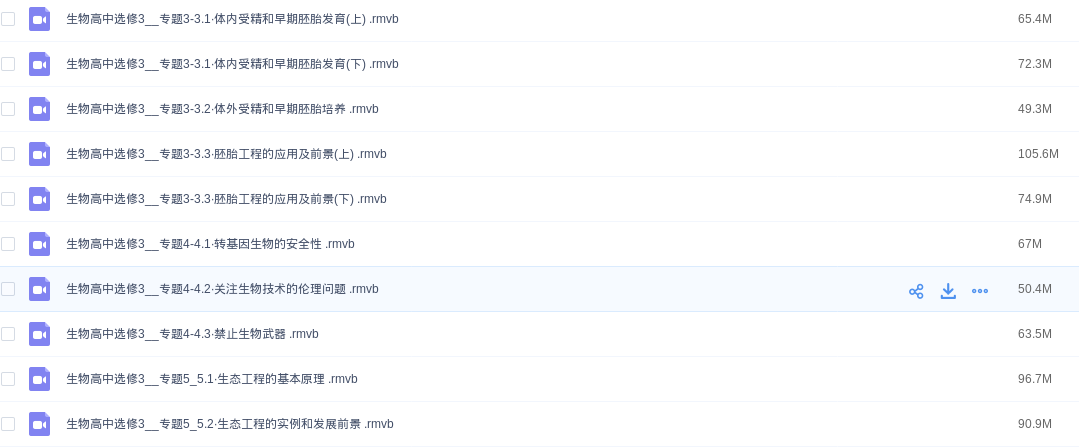 生物高中选修3__专题3-3.1·体内受精和早期胚胎发育(上) .rmvb 65.4M
生物高中选修3__专题3-3.1·体内受精和早期胚胎发育(下) .rmvb 72.3M
生物高中选修3__专题3-3.2·体外受精和早期胚胎培养 .rmvb 49.3M
生物高中选修3__专题3-3.3·胚胎工程的应用及前景(上) .rmvb 105.6M
生物高中选修3__专题3-3.3·胚胎工程的应用及前景(下) .rmvb 74.9M
生物高中选修3__专题4-4.1·转基因生物的安全性 .rmvb 67M
生物高中选修3__专题4-4.2·关注生物技术的伦理问题 .rmvb 50.4M
生物高中选修3__专题4-4.3·禁止生物武器 .rmvb 63.5M
生物高中选修3__专题5_5.1·生态工程的基本原理 .rmvb 96.7M
生物高中选修3__专题5_5.2·生态工程的实例和发展前景 .rmvb 90.9M